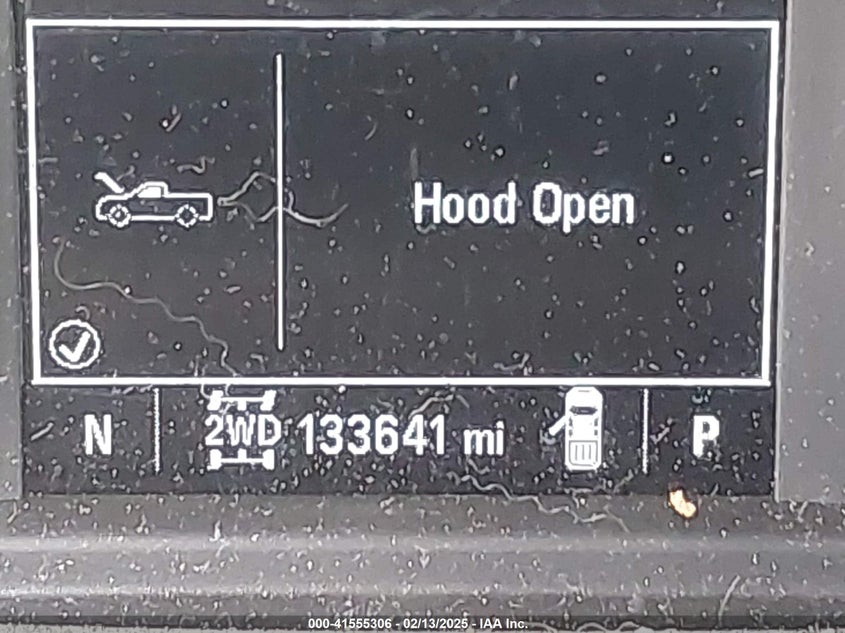 Hood Open
N 2WD 133641 mi P
000-41555306 - 02/13/2025 - IAA Inc.